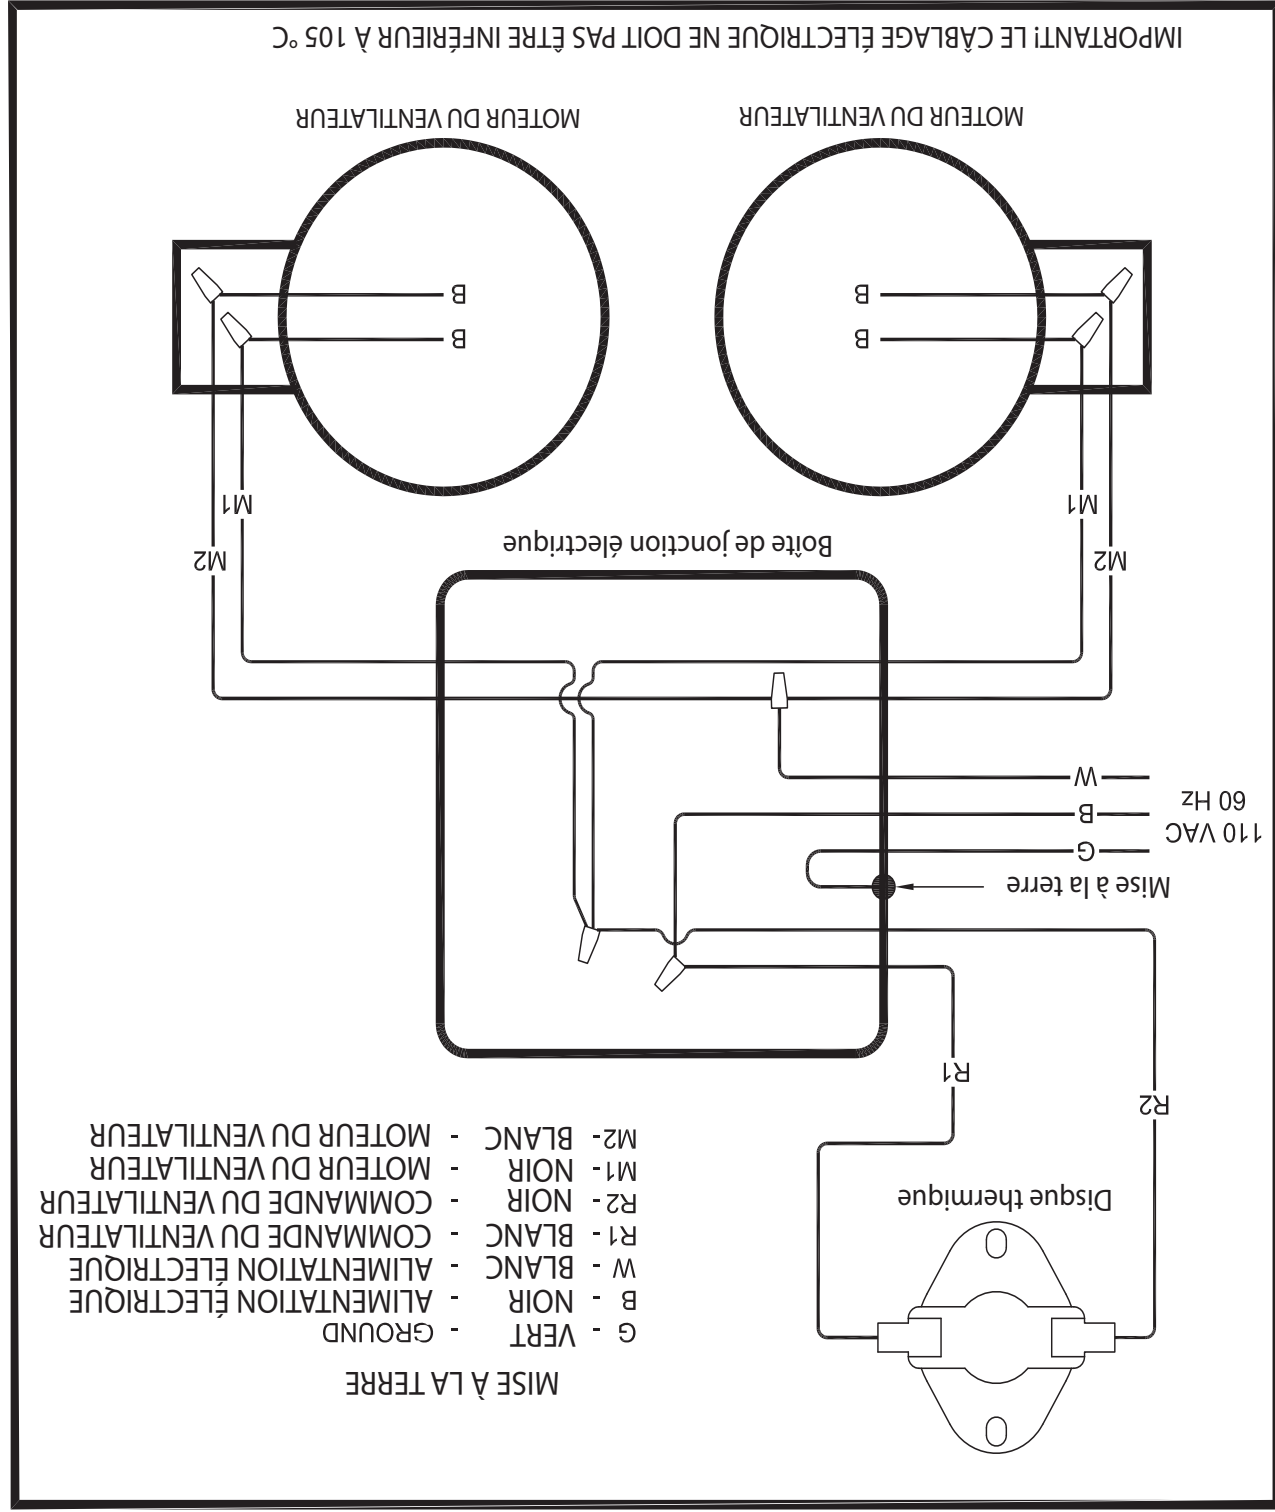 MISE À LA TERRE
G - VERT - GROUND
B - NOIR - ALIMENTATION ÉLECTRIQUE
W - BLANC - ALIMENTATION ÉLECTRIQUE
R1 - BLANC - COMMANDE DU VENTILATEUR
R2 - NOIR - COMMANDE DU VENTILATEUR
M1 - NOIR - MOTEUR DU VENTILATEUR
M2 - BLANC - MOTEUR DU VENTILATEUR
Disque thermique
R2
R1
Mise à la terre
110 VAC
60 Hz
G
B
W
Boîte de jonction électrique
M2
M1
M2
M1
B
B
B
B
MOTEUR DU VENTILATEUR
MOTEUR DU VENTILATEUR
IMPORTANT! LE CÂBLAGE ÉLECTRIQUE NE DOIT PAS ÊTRE INFÉRIEUR À 105 °C